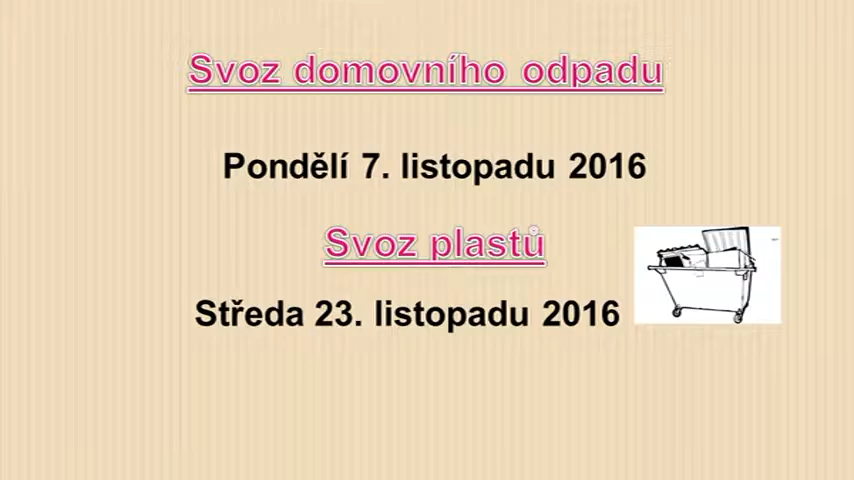 Svoz domovního odpadu
Pondělí 7. listopadu 2016
Svoz plastů
Středa 23. listopadu 2016